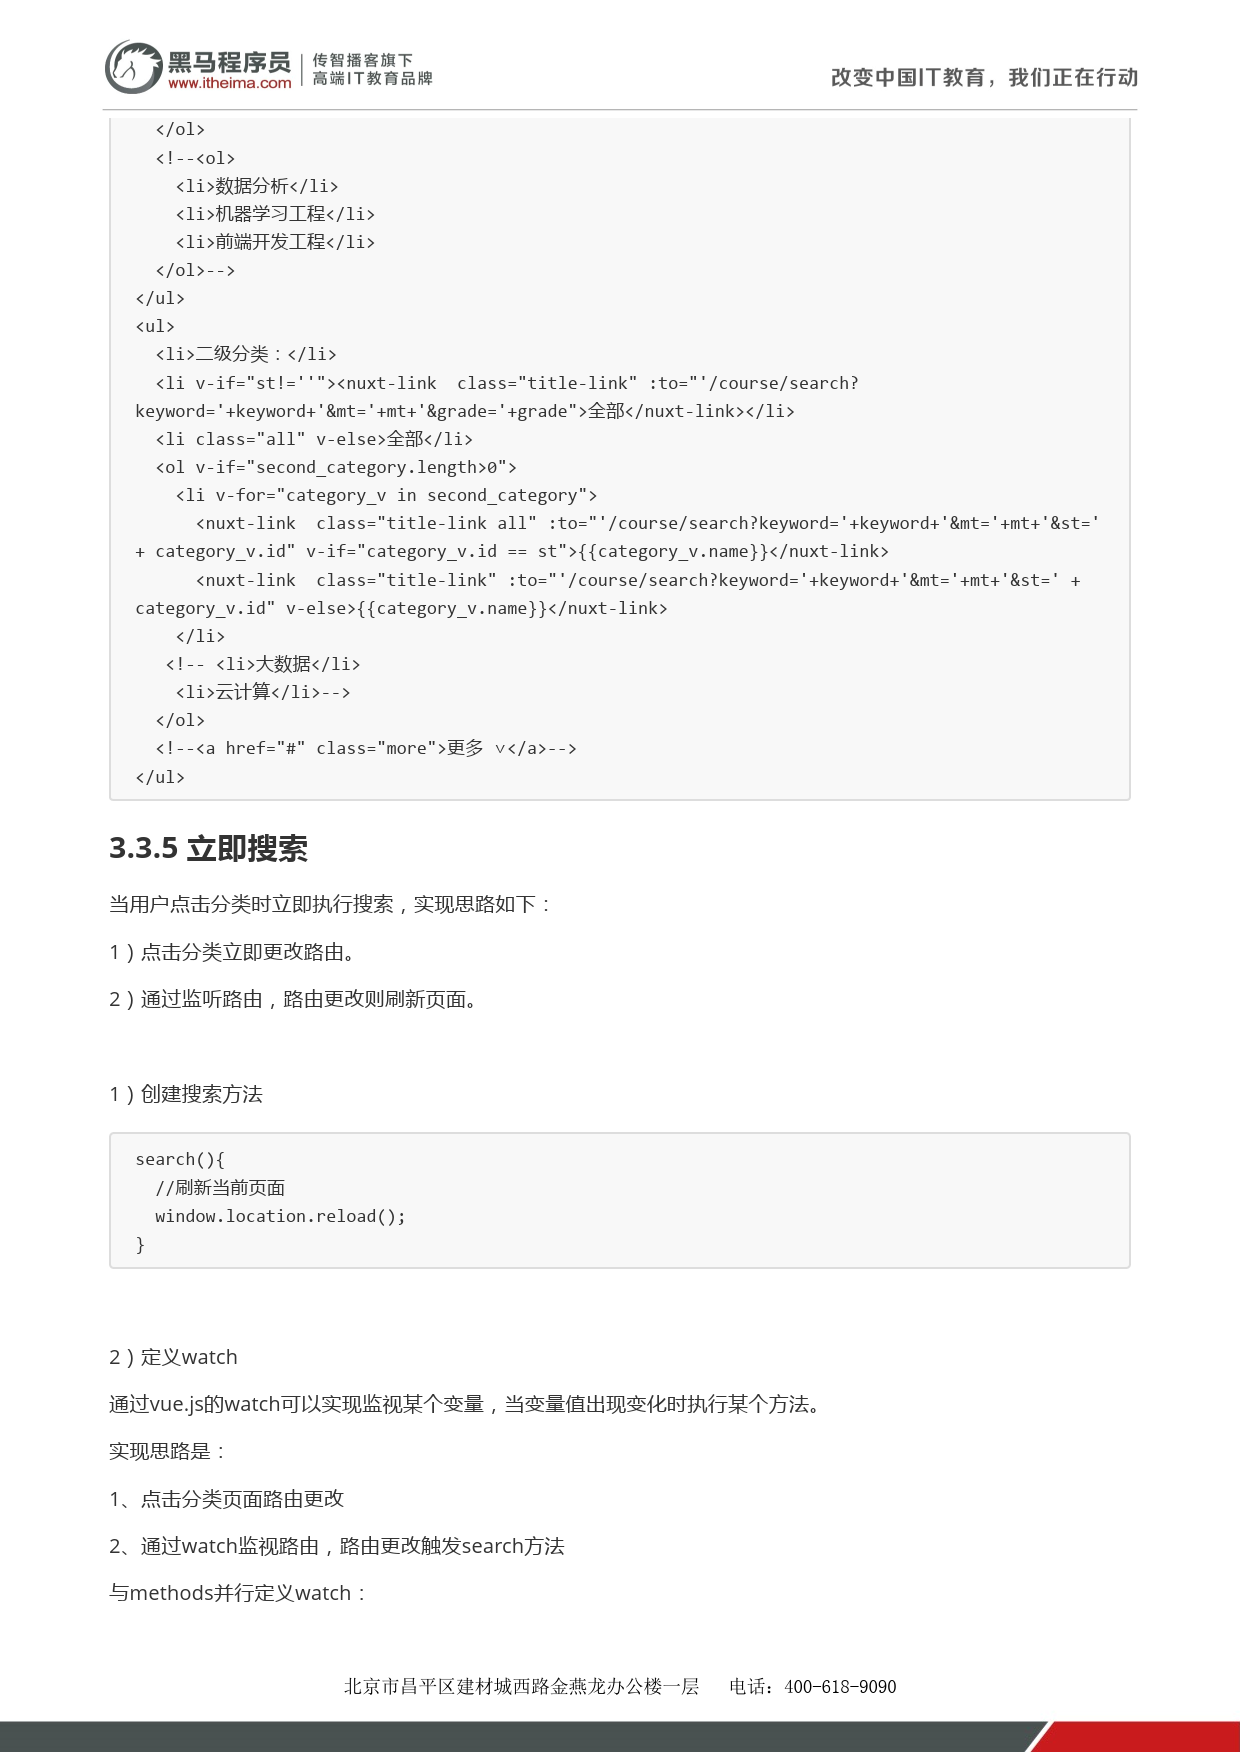 黑马程序员
www.itheima.com
传智播客旗下
高端IT教育品牌
改变中国IT教育，我们正在行动
  </ol>
  <!--<ol>
    <li>数据分析</li>
    <li>机器学习工程</li>
    <li>前端开发工程</li>
  </ol>-->
</ul>
<ul>
  <li>二级分类：</li>
  <li v-if="st!=''"><nuxt-link  class="title-link" :to="'/course/search?
keyword='+keyword+'&mt='+mt+'&grade='+grade">全部</nuxt-link></li>
  <li class="all" v-else>全部</li>
  <ol v-if="second_category.length>0">
    <li v-for="category_v in second_category">
      <nuxt-link  class="title-link all" :to="'/course/search?keyword='+keyword+'&mt='+mt+'&st='
+ category_v.id" v-if="category_v.id == st">{{category_v.name}}</nuxt-link>
      <nuxt-link  class="title-link" :to="'/course/search?keyword='+keyword+'&mt='+mt+'&st=' +
category_v.id" v-else>{{category_v.name}}</nuxt-link>
    </li>
   <!-- <li>大数据</li>
    <li>云计算</li>-->
  </ol>
  <!--<a href="#" class="more">更多 ∨</a>-->
</ul>
3.3.5 立即搜索
当用户点击分类时立即执行搜索，实现思路如下：
1）点击分类立即更改路由。
2）通过监听路由，路由更改则刷新页面。
1）创建搜索方法
search(){
  //刷新当前页面
  window.location.reload();
}
2）定义watch
通过vue.js的watch可以实现监视某个变量，当变量值出现变化时执行某个方法。
实现思路是：
1、点击分类页面路由更改
2、通过watch监视路由，路由更改触发search方法
与methods并行定义watch：
北京市昌平区建材城西路金燕龙办公楼一层   电话：400-618-9090